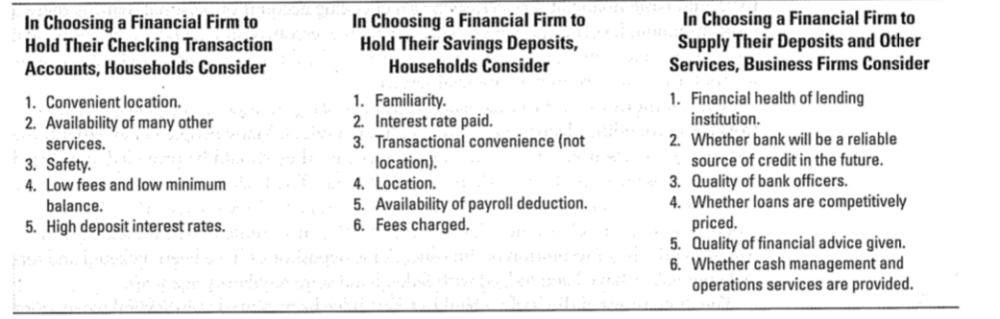 In Choosing a Financial Firm to
Hold Their Checking Transaction
Accounts, Households Consider
1. Convenient location.
2. Availability of many other
services.
3. Safety.
4. Low fees and low minimum
balance.
5. High deposit interest rates.
In Choosing a Financial Firm to
Hold Their Savings Deposits,
Households Consider
1. Familiarity.
2. Interest rate paid.
3. Transactional convenience (not
location).
4. Location.
5. Availability of payroll deduction.
6. Fees charged.
In Choosing a Financial Firm to
Supply Their Deposits and Other
Services, Business Firms Consider
1. Financial health of lending
institution.
2. Whether bank will be a reliable
source of credit in the future.
3. Quality of bank officers.
4. Whether loans are competitively
priced.
5. Quality of financial advice given.
6. Whether cash management and
operations services are provided.